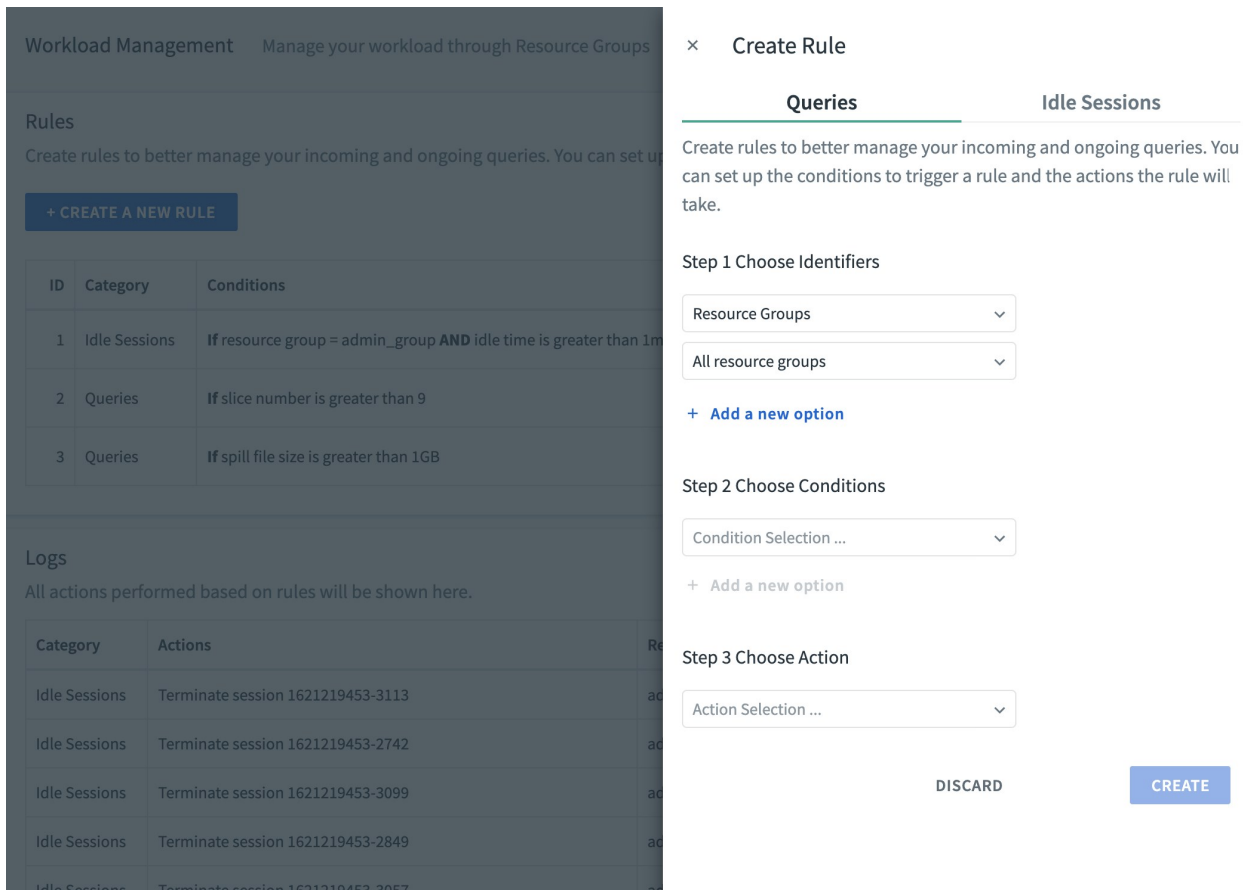 Workload Management Manage your workload through Resource Groups
Rules
Create rules to better manage your incoming and ongoing queries. You can set up
+ CREATE A NEW RULE
ID Category Conditions
1 Idle Sessions If resource group = admin_group AND idle time is greater than 1m
2 Queries If slice number is greater than 9
3 Queries If spill file size is greater than 1GB
Logs
All actions performed based on rules will be shown here.
Category Actions
Idle Sessions Terminate session 1621219453-3113
Idle Sessions Terminate session 1621219453-2742
Idle Sessions Terminate session 1621219453-3099
Idle Sessions Terminate session 1621219453-2849
Idle Sessions Terminate session 1621219453-3057
× Create Rule
Queries Idle Sessions
Create rules to better manage your incoming and ongoing queries. You
can set up the conditions to trigger a rule and the actions the rule will
take.
Step 1 Choose Identifiers
Resource Groups
All resource groups
+ Add a new option
Step 2 Choose Conditions
Condition Selection ...
+ Add a new option
Step 3 Choose Action
Action Selection ...
DISCARD CREATE